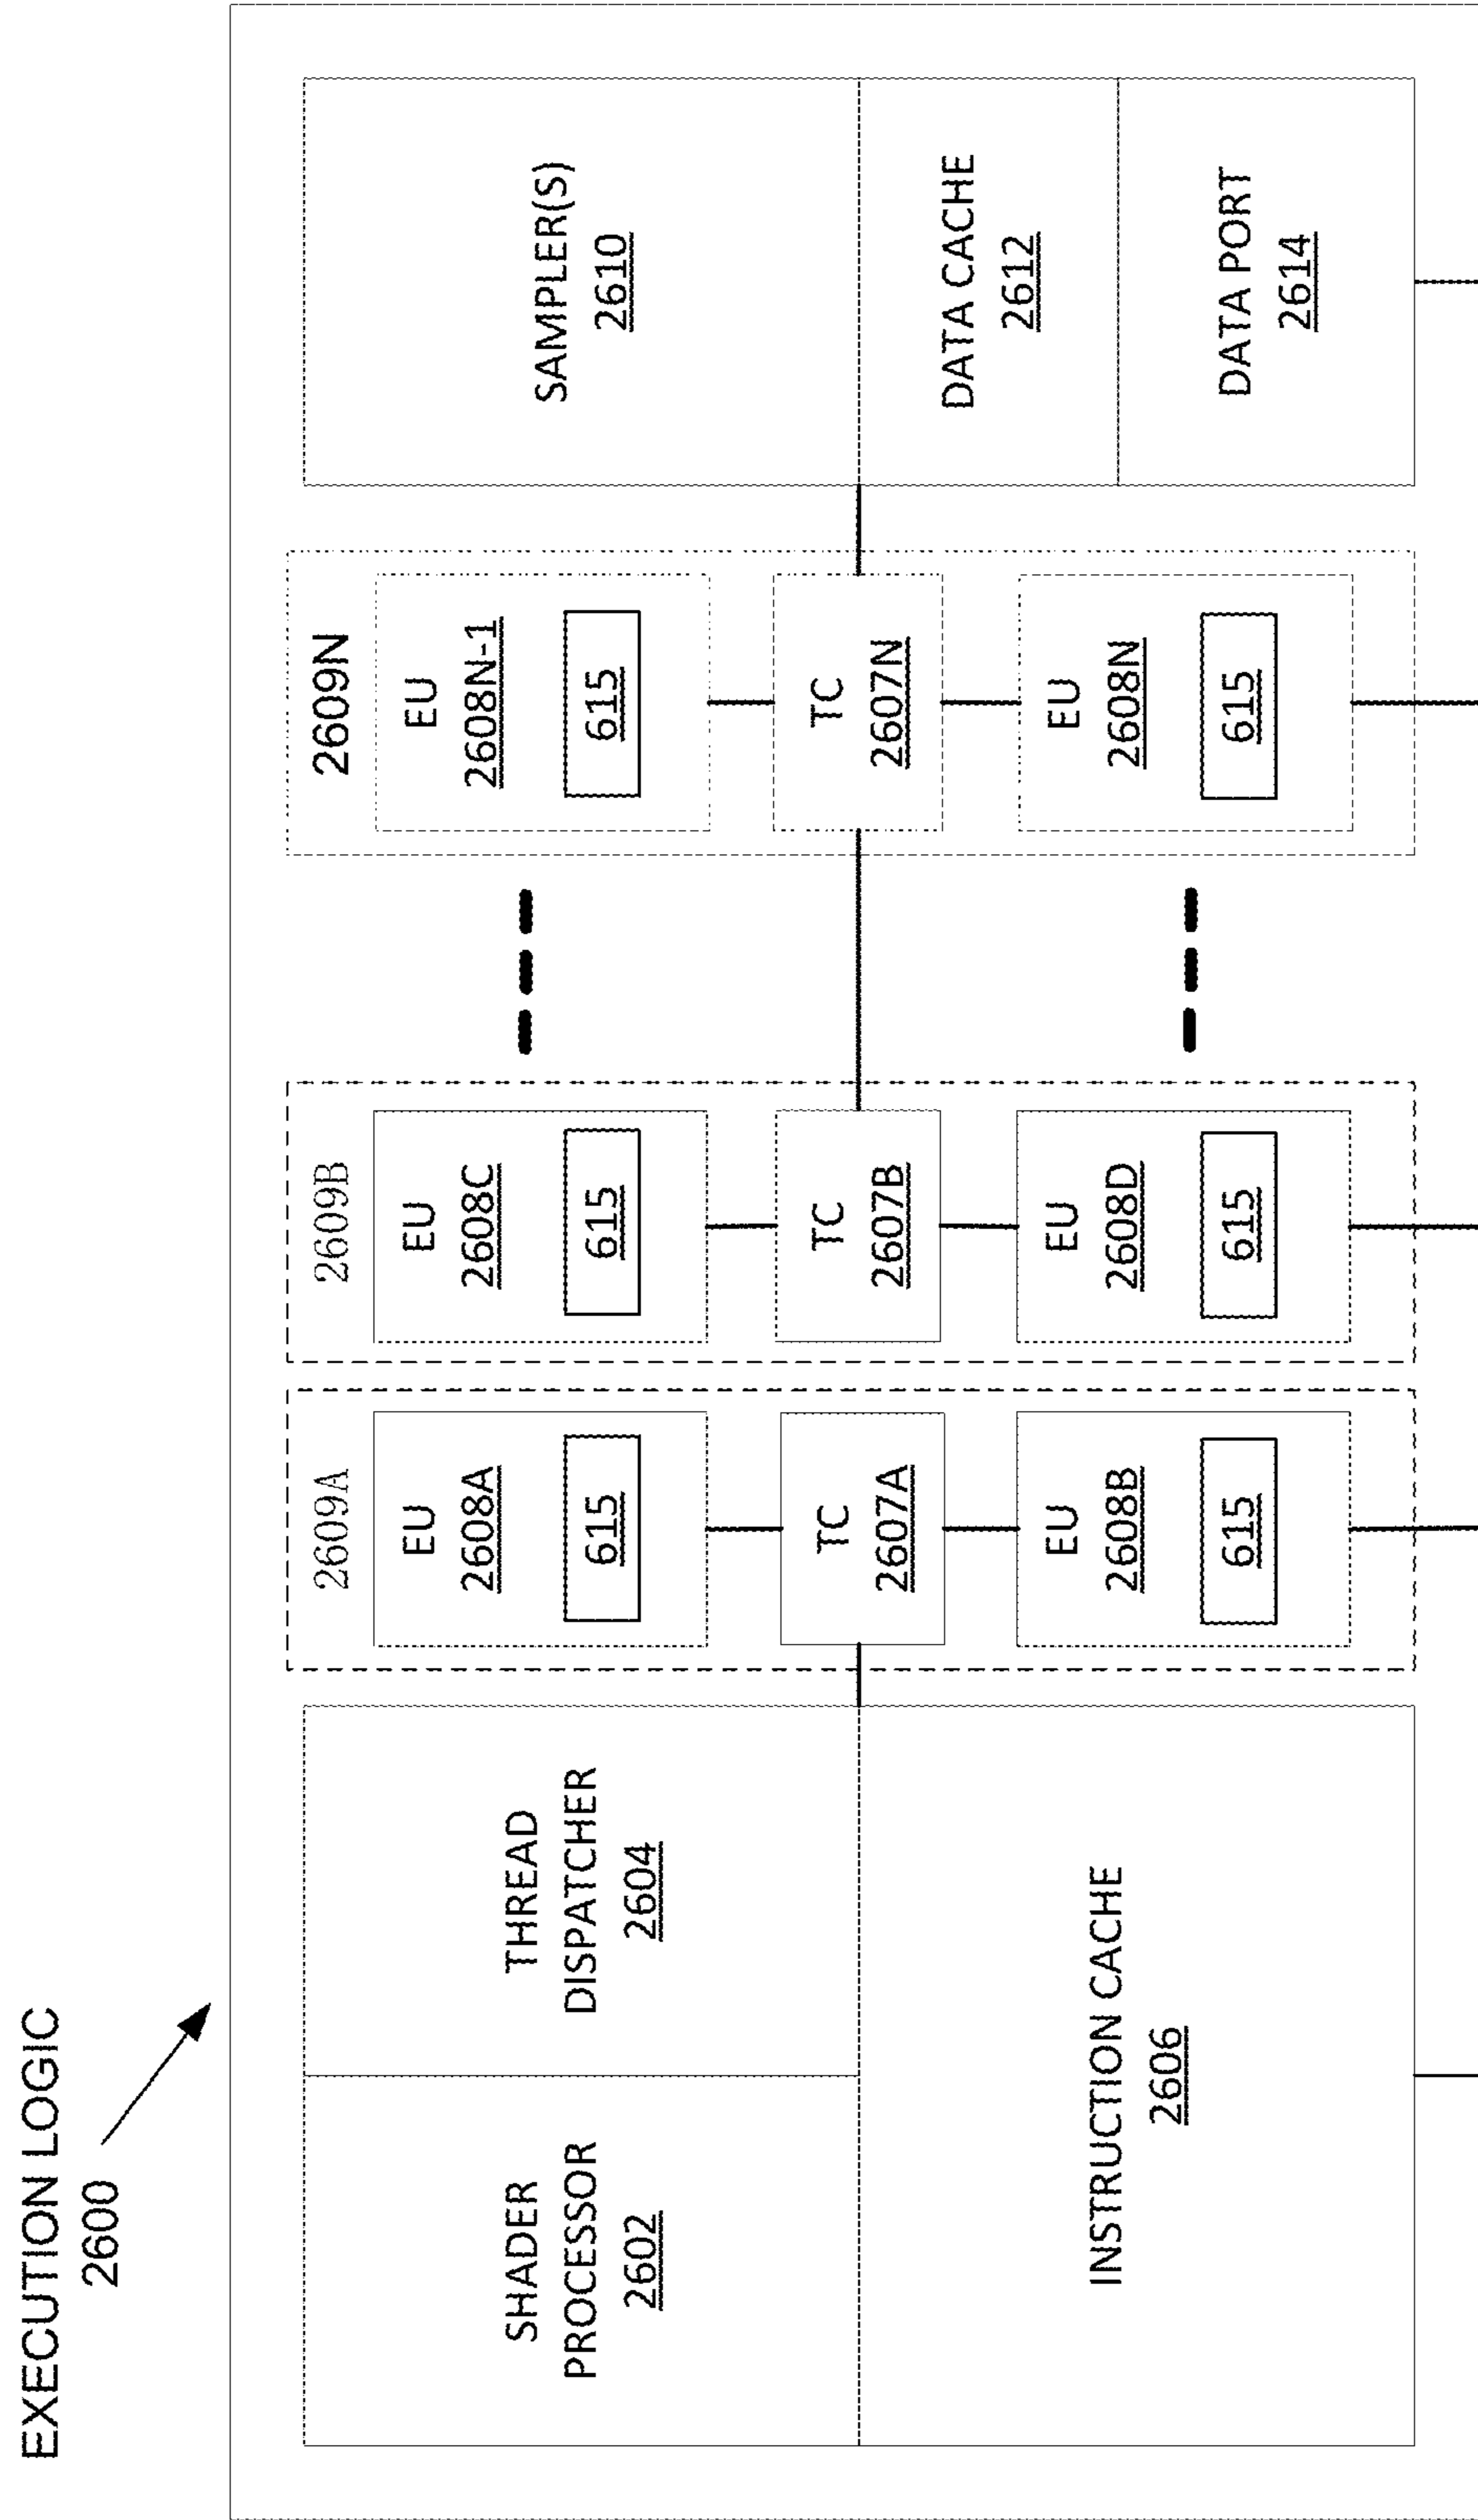 EXECUTION LOGIC
2600
SHADER
PROCESSOR
2602
THREAD
DISPATCHER
2604
INSTRUCTION CACHE
2606
2609A
EU
2608A
615
TC
2607A
EU
2608B
615
2609B
EU
2608C
615
TC
2607B
EU
2608D
615
2609N
EU
2608N-1
615
TC
2607N
EU
2608N
615
SAMPLER(S)
2610
DATA CACHE
2612
DATA PORT
2614